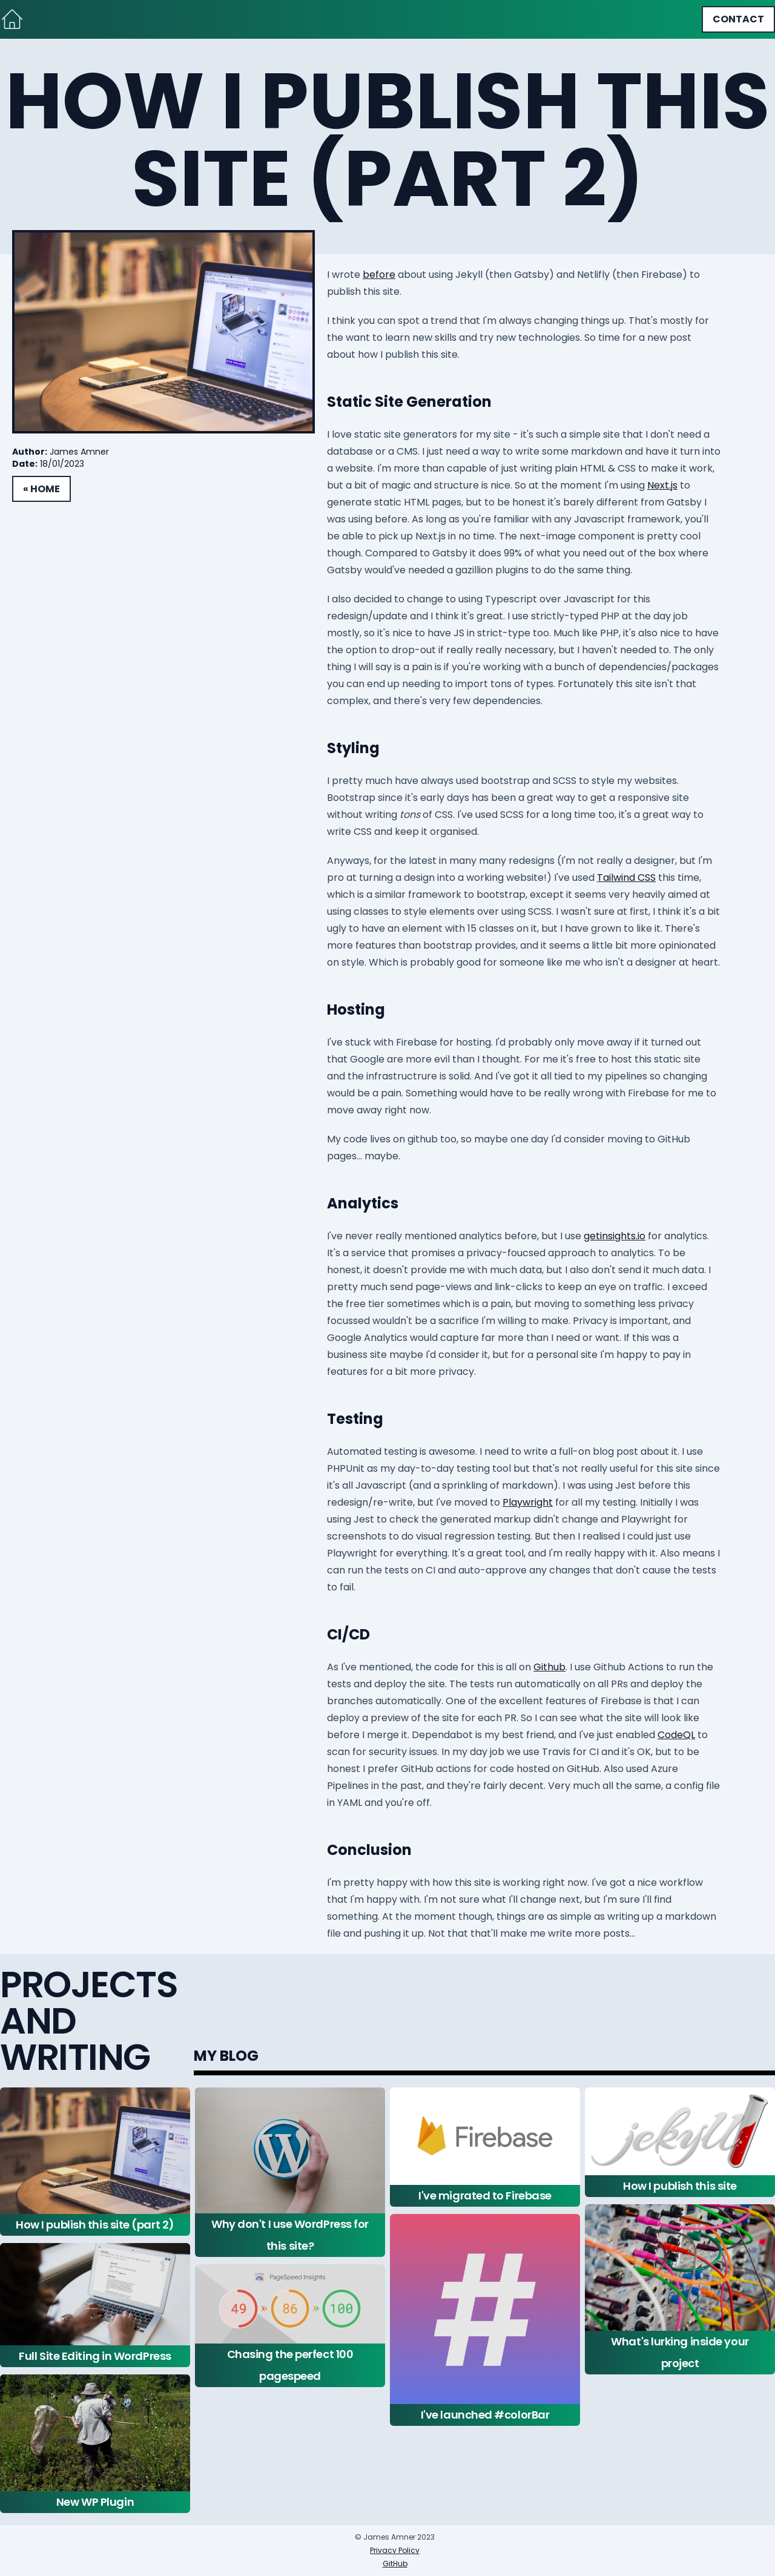 CONTACT
HOW I PUBLISH THIS
SITE (PART 2)
Author: James Amner
Date: 18/01/2023
« HOME
I wrote before about using Jekyll (then Gatsby) and Netlifly (then Firebase) to
publish this site.
I think you can spot a trend that I'm always changing things up. That's mostly for
the want to learn new skills and try new technologies. So time for a new post
about how I publish this site.
Static Site Generation
I love static site generators for my site - it's such a simple site that I don't need a
database or a CMS. I just need a way to write some markdown and have it turn into
a website. I'm more than capable of just writing plain HTML & CSS to make it work,
but a bit of magic and structure is nice. So at the moment I'm using Next.js to
generate static HTML pages, but to be honest it's barely different from Gatsby I
was using before. As long as you're familiar with any Javascript framework, you'll
be able to pick up Next.js in no time. The next-image component is pretty cool
though. Compared to Gatsby it does 99% of what you need out of the box where
Gatsby would've needed a gazillion plugins to do the same thing.
I also decided to change to using Typescript over Javascript for this
redesign/update and I think it's great. I use strictly-typed PHP at the day job
mostly, so it's nice to have JS in strict-type too. Much like PHP, it's also nice to have
the option to drop-out if really really necessary, but I haven't needed to. The only
thing I will say is a pain is if you're working with a bunch of dependencies/packages
you can end up needing to import tons of types. Fortunately this site isn't that
complex, and there's very few dependencies.
Styling
I pretty much have always used bootstrap and SCSS to style my websites.
Bootstrap since it's early days has been a great way to get a responsive site
without writing tons of CSS. I've used SCSS for a long time too, it's a great way to
write CSS and keep it organised.
Anyways, for the latest in many many redesigns (I'm not really a designer, but I'm
pro at turning a design into a working website!) I've used Tailwind CSS this time,
which is a similar framework to bootstrap, except it seems very heavily aimed at
using classes to style elements over using SCSS. I wasn't sure at first, I think it's a bit
ugly to have an element with 15 classes on it, but I have grown to like it. There's
more features than bootstrap provides, and it seems a little bit more opinionated
on style. Which is probably good for someone like me who isn't a designer at heart.
Hosting
I've stuck with Firebase for hosting. I'd probably only move away if it turned out
that Google are more evil than I thought. For me it's free to host this static site
and the infrastructrure is solid. And I've got it all tied to my pipelines so changing
would be a pain. Something would have to be really wrong with Firebase for me to
move away right now.
My code lives on github too, so maybe one day I'd consider moving to GitHub
pages... maybe.
Analytics
I've never really mentioned analytics before, but I use getinsights.io for analytics.
It's a service that promises a privacy-foucsed approach to analytics. To be
honest, it doesn't provide me with much data, but I also don't send it much data. I
pretty much send page-views and link-clicks to keep an eye on traffic. I exceed
the free tier sometimes which is a pain, but moving to something less privacy
focussed wouldn't be a sacrifice I'm willing to make. Privacy is important, and
Google Analytics would capture far more than I need or want. If this was a
business site maybe I'd consider it, but for a personal site I'm happy to pay in
features for a bit more privacy.
Testing
Automated testing is awesome. I need to write a full-on blog post about it. I use
PHPUnit as my day-to-day testing tool but that's not really useful for this site since
it's all Javascript (and a sprinkling of markdown). I was using Jest before this
redesign/re-write, but I've moved to Playwright for all my testing. Initially I was
using Jest to check the generated markup didn't change and Playwright for
screenshots to do visual regression testing. But then I realised I could just use
Playwright for everything. It's a great tool, and I'm really happy with it. Also means I
can run the tests on CI and auto-approve any changes that don't cause the tests
to fail.
CI/CD
As I've mentioned, the code for this is all on Github. I use Github Actions to run the
tests and deploy the site. The tests run automatically on all PRs and deploy the
branches automatically. One of the excellent features of Firebase is that I can
deploy a preview of the site for each PR. So I can see what the site will look like
before I merge it. Dependabot is my best friend, and I've just enabled CodeQL to
scan for security issues. In my day job we use Travis for CI and it's OK, but to be
honest I prefer GitHub actions for code hosted on GitHub. Also used Azure
Pipelines in the past, and they're fairly decent. Very much all the same, a config file
in YAML and you're off.
Conclusion
I'm pretty happy with how this site is working right now. I've got a nice workflow
that I'm happy with. I'm not sure what I'll change next, but I'm sure I'll find
something. At the moment though, things are as simple as writing up a markdown
file and pushing it up. Not that that'll make me write more posts...
PROJECTS
AND
WRITING
MY BLOG
How I publish this site (part 2)
Full Site Editing in WordPress
New WP Plugin
Why don't I use WordPress for
this site?
PageSpeed Insights
49 » 86 » 100
Chasing the perfect 100
pagespeed
Firebase
I've migrated to Firebase
#
I've launched #colorBar
jekyll
How I publish this site
What's lurking inside your
project
© James Amner 2023
Privacy Policy
GitHub